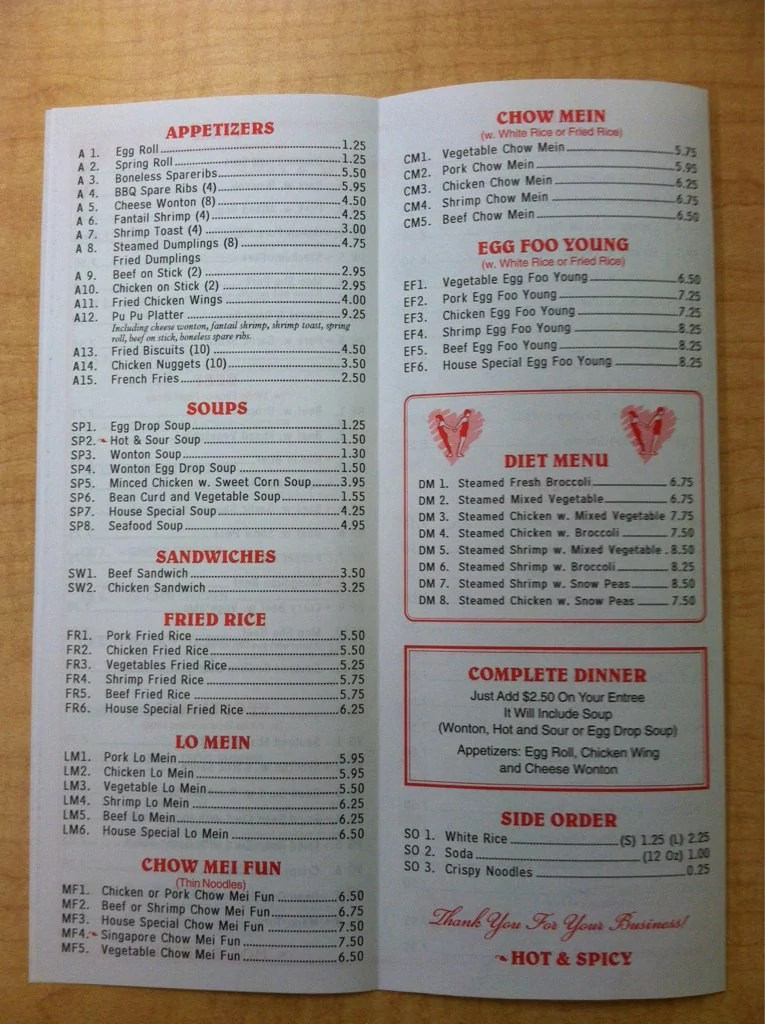 APPETIZERS
A 1. Egg Roll 1.25
A 2. Spring Roll 1.25
A 3. Boneless Spareribs 5.50
A 4. BBQ Spare Ribs (4) 5.95
A 5. Cheese Wonton (8) 4.50
A 6. Fantail Shrimp (4) 4.25
A 7. Shrimp Toast (4) 3.00
A 8. Steamed Dumplings (8) 4.75
Fried Dumplings
A 9. Beef on Stick (2) 2.95
A10. Chicken on Stick (2) 2.95
A11. Fried Chicken Wings 4.00
A12. Pu Pu Platter 9.25
Including cheese wonton, fantail shrimp, shrimp toast, spring
roll, beef on stick, boneless spare ribs.
A13. Fried Biscuits (10) 4.50
A14. Chicken Nuggets (10) 3.50
A15. French Fries 2.50
SOUPS
SP1. Egg Drop Soup 1.25
SP2. Hot & Sour Soup 1.50
SP3. Wonton Soup 1.30
SP4. Wonton Egg Drop Soup 1.50
SP5. Minced Chicken w. Sweet Corn Soup 3.95
SP6. Bean Curd and Vegetable Soup 1.55
SP7. House Special Soup 4.25
SP8. Seafood Soup 4.95
SANDWICHES
SW1. Beef Sandwich 3.50
SW2. Chicken Sandwich 3.25
FRIED RICE
FR1. Pork Fried Rice 5.50
FR2. Chicken Fried Rice 5.50
FR3. Vegetables Fried Rice 5.25
FR4. Shrimp Fried Rice 5.75
FR5. Beef Fried Rice 5.75
FR6. House Special Fried Rice 6.25
LO MEIN
LM1. Pork Lo Mein 5.95
LM2. Chicken Lo Mein 5.95
LM3. Vegetable Lo Mein 5.50
LM4. Shrimp Lo Mein 6.25
LM5. Beef Lo Mein 6.25
LM6. House Special Lo Mein 6.50
CHOW MEI FUN
(Thin Noodles)
MF1. Chicken or Pork Chow Mei Fun 6.50
MF2. Beef or Shrimp Chow Mei Fun 6.75
MF3. House Special Chow Mei Fun 7.50
MF4. Singapore Chow Mei Fun 7.50
MF5. Vegetable Chow Mei Fun 6.50
CHOW MEIN
(w. White Rice or Fried Rice)
CM1. Vegetable Chow Mein 5.75
CM2. Pork Chow Mein 5.95
CM3. Chicken Chow Mein 6.25
CM4. Shrimp Chow Mein 6.75
CM5. Beef Chow Mein 6.50
EGG FOO YOUNG
(w. White Rice or Fried Rice)
EF1. Vegetable Egg Foo Young 6.50
EF2. Pork Egg Foo Young 7.25
EF3. Chicken Egg Foo Young 7.25
EF4. Shrimp Egg Foo Young 8.25
EF5. Beef Egg Foo Young 8.25
EF6. House Special Egg Foo Young 8.25
DIET MENU
DM 1. Steamed Fresh Broccoli 6.75
DM 2. Steamed Mixed Vegetable 6.75
DM 3. Steamed Chicken w. Mixed Vegetable 7.75
DM 4. Steamed Chicken w. Broccoli 7.50
DM 5. Steamed Shrimp w. Mixed Vegetable . 8.50
DM 6. Steamed Shrimp w. Broccoli 8.25
DM 7. Steamed Shrimp w. Snow Peas 8.50
DM 8. Steamed Chicken w. Snow Peas 7.50
COMPLETE DINNER
Just Add $2.50 On Your Entree
It Will Include Soup
(Wonton, Hot and Sour or Egg Drop Soup)
Appetizers: Egg Roll, Chicken Wing
and Cheese Wonton
SIDE ORDER
SO 1. White Rice (S) 1.25 (L) 2.25
SO 2. Soda (12 Oz) 1.00
SO 3. Crispy Noodles 0.25
Thank You For Your Business!
HOT & SPICY